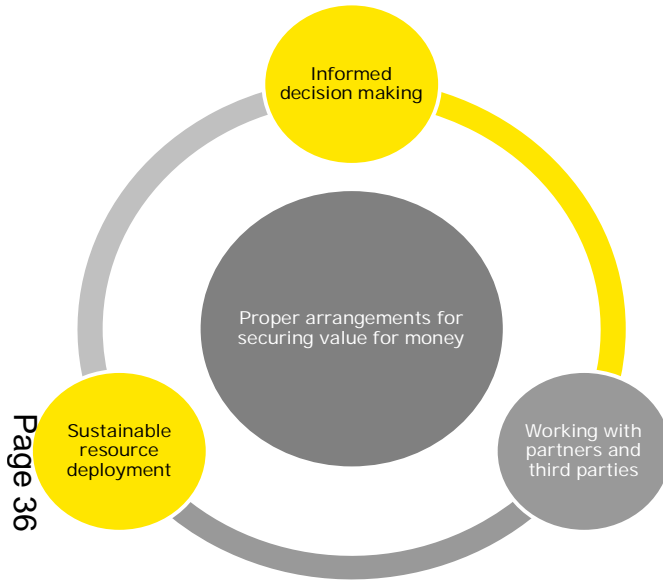 Informed
decision making
Proper arrangements for
securing value for money
Sustainable
resource
deployment
Working with
partners and
third parties
Page 36